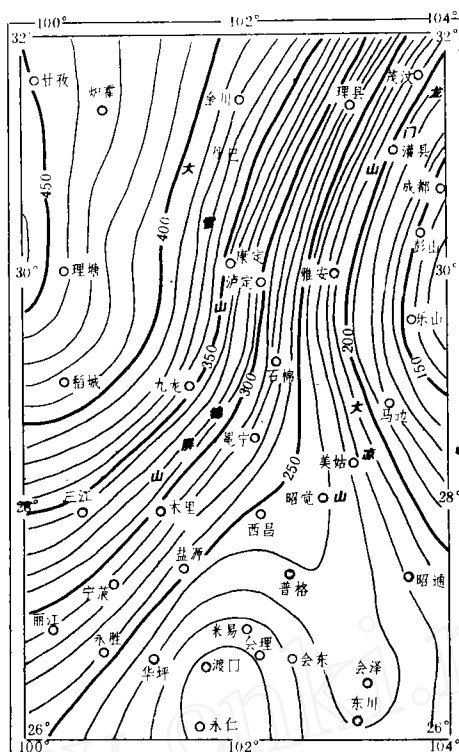 100° 102° 104°
32° 32°
甘孜
炉霍
金川
理县
茂汶
龙
门
灌县
山
成都
大
雪
山
450
400
康定
泸定
彭山
30° 30°
理塘
雅安
乐山
350
200
150
300
石棉
稻城
九龙
马边
大
凉
山
锦
屏
山
冕宁
250
美姑
昭觉
28° 28°
三江
木里
西昌
盐源
普格
昭通
宁蒗
丽江
永胜
米易
会理
会东
华坪
渡口
会泽
东川
永仁
26° 26°
100° 102° 104°